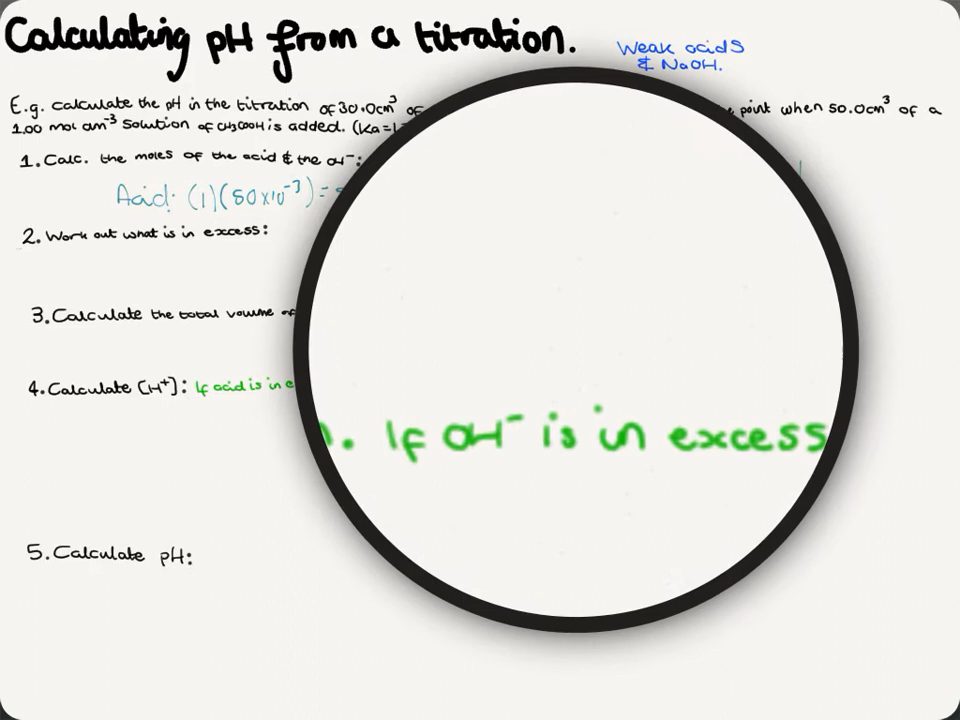 Calculating pH from a titration.
Weak acids
& NaOH.
E.g. calculate the pH in the titration of 30.0cm³ of point when 50.0cm³ of a
1.00 mol dm⁻³ solution of CH₃COOH is added. (Ka=1
1. Calc. the moles of the acid & the OH⁻:
Acid: (1)(50×10⁻³)=
2. Work out what is in excess:
3. Calculate the total volume of
4. Calculate [H⁺]: If acid is in e
. If OH⁻ is in excess
5. Calculate pH: